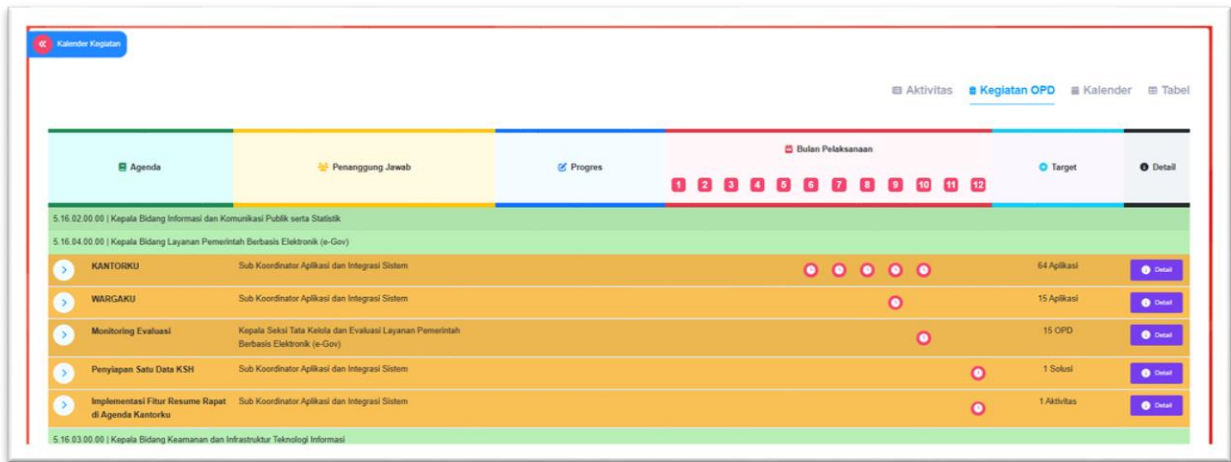 Kalender Kegiatan
Aktivitas Kegiatan OPD Kalender Tabel
Agenda Penanggung Jawab Progres Bulan Pelaksanaan Target Detail
1 2 3 4 5 6 7 8 9 10 11 12
5.16.02.00.00 | Kepala Bidang Informasi dan Komunikasi Publik serta Statistik
5.16.04.00.00 | Kepala Bidang Layanan Pemerintah Berbasis Elektronik (e-Gov)
KANTORKU Sub Koordinator Aplikasi dan Integrasi Sistem 64 Aplikasi Detail
WARGAKU Sub Koordinator Aplikasi dan Integrasi Sistem 15 Aplikasi Detail
Monitoring Evaluasi Kepala Seksi Tata Kelola dan Evaluasi Layanan Pemerintah 15 OPD Detail
Berbasis Elektronik (e-Gov)
Penyiapan Satu Data KSH Sub Koordinator Aplikasi dan Integrasi Sistem 1 Solusi Detail
Implementasi Fitur Resume Rapat Sub Koordinator Aplikasi dan Integrasi Sistem 1 Aktivitas Detail
di Agenda Kantorku
5.16.03.00.00 | Kepala Bidang Keamanan dan Infrastruktur Teknologi Informasi